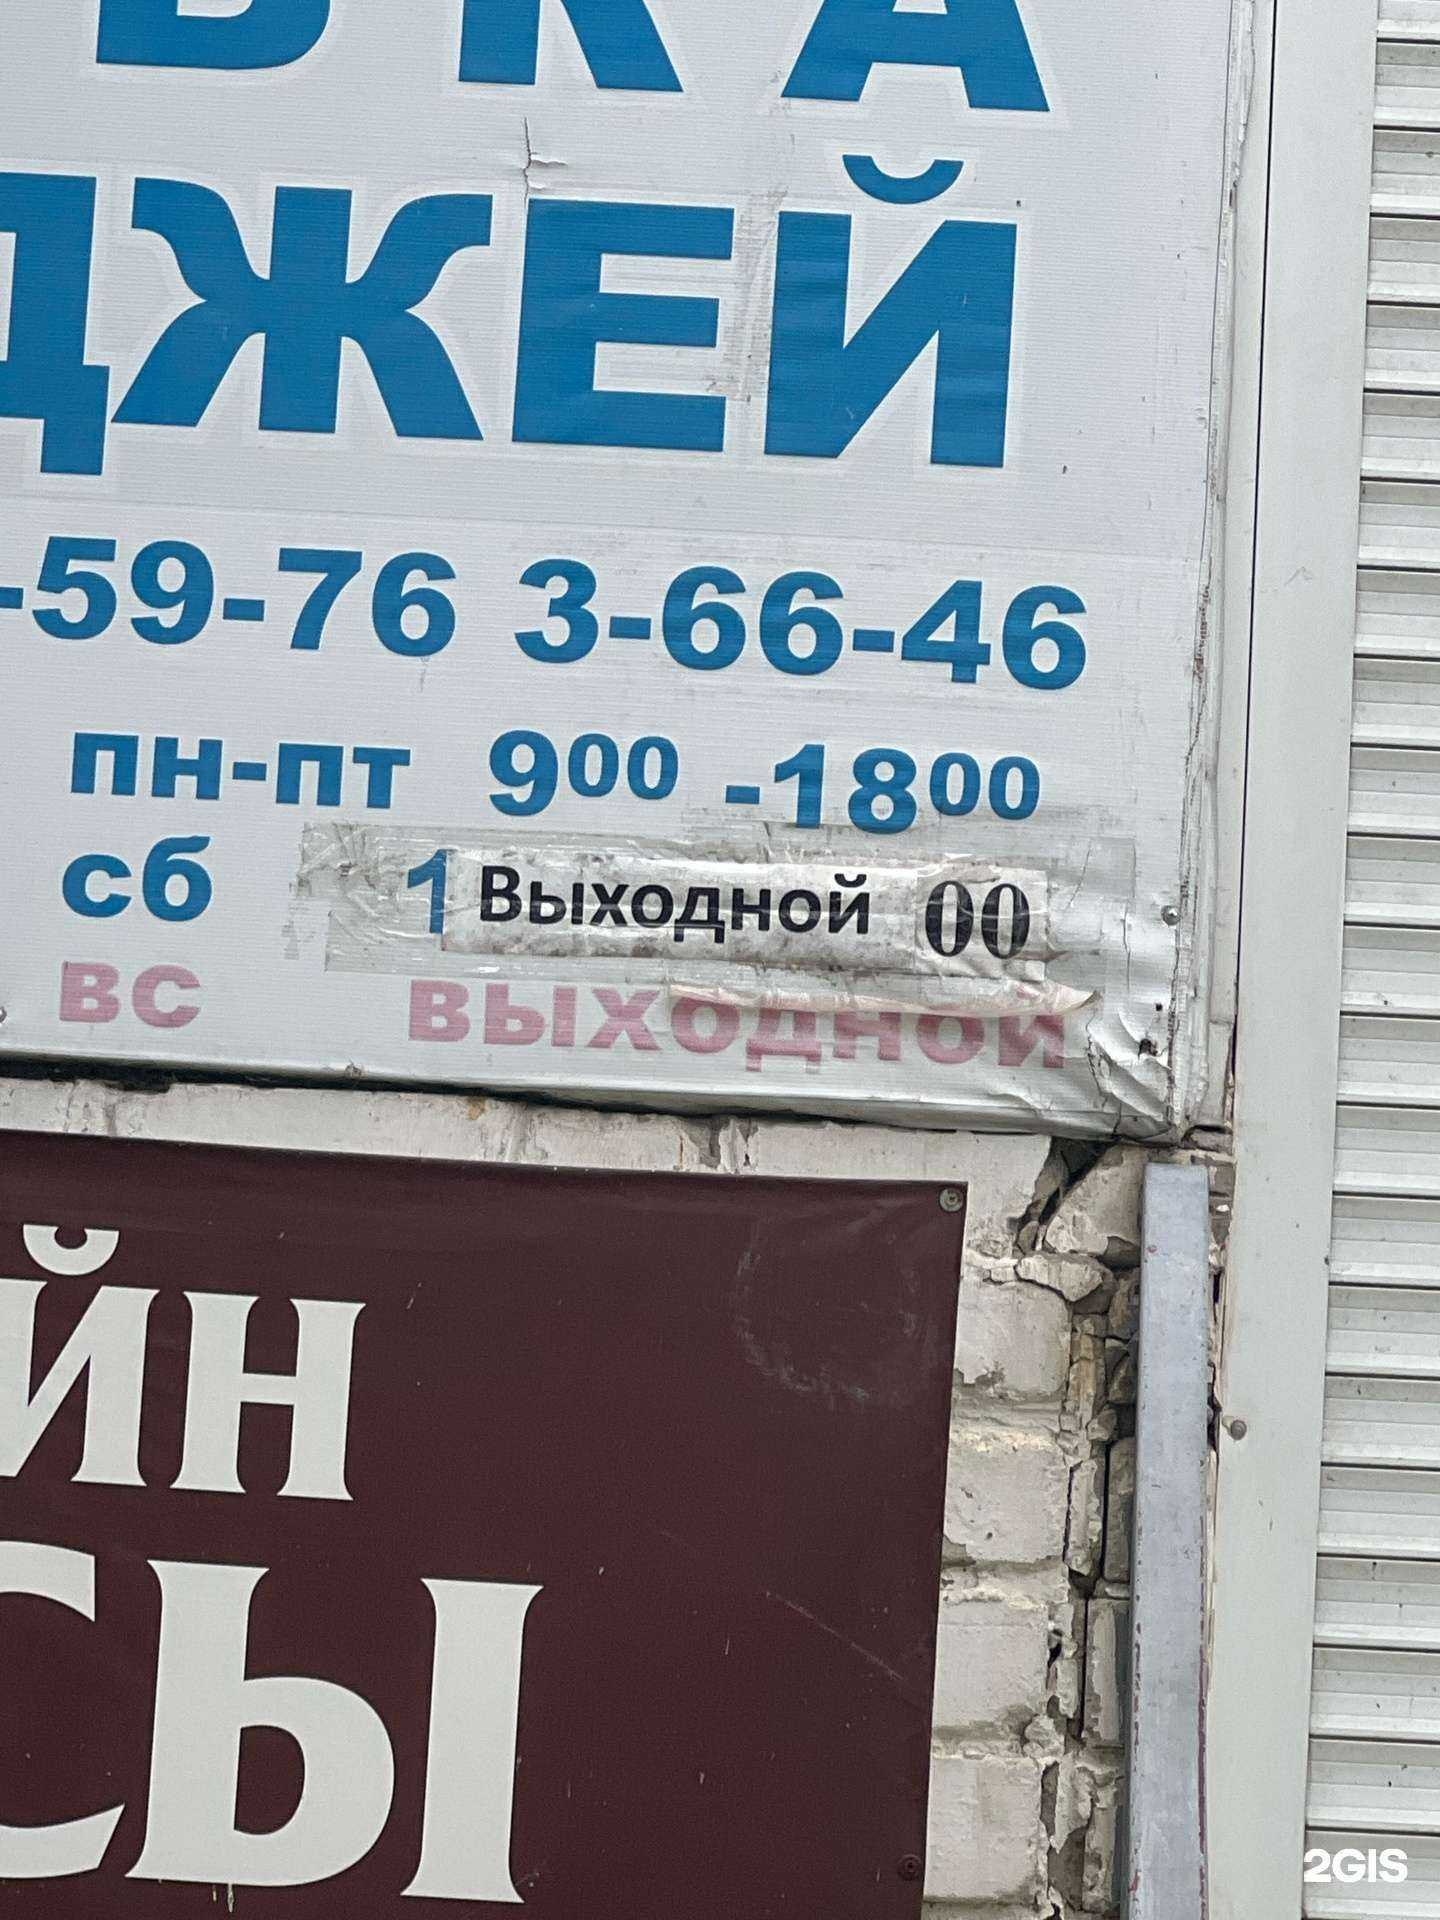 ВКА
ДЖЕЙ
-59-76 3-66-46
пн-пт 900 -1800
сб 1 Выходной 00
вс выходной
йн
сы
2GIS